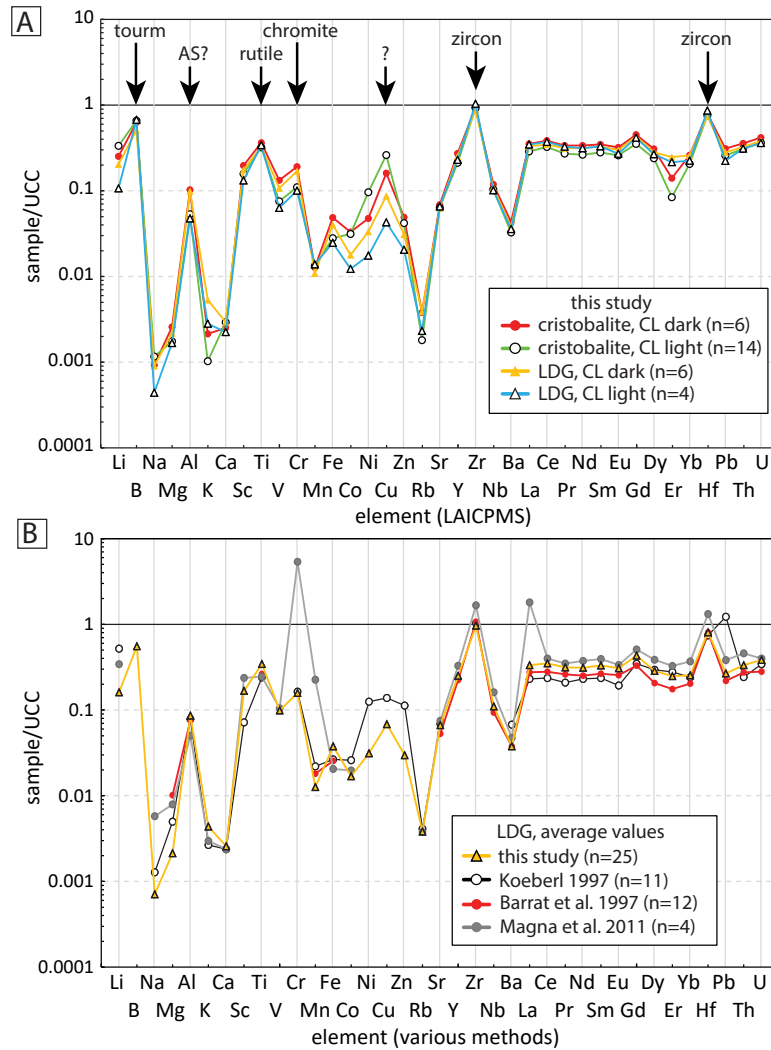 A
tourm
AS?
rutile
chromite
?
zircon
zircon
10
1
0.1
0.01
0.001
0.0001
sample/UCC
this study
cristobalite, CL dark (n=6)
cristobalite, CL light (n=14)
LDG, CL dark (n=6)
LDG, CL light (n=4)
Li Na Al Ca Ti Cr Fe Ni Zn Sr Zr Ba Ce Nd Eu Dy Yb Pb U
B Mg K Sc V Mn Co Cu Rb Y Nb La Pr Sm Gd Er Hf Th
element (LAICPMS)
B
10
1
0.1
0.01
0.001
0.0001
sample/UCC
LDG, average values
this study (n=25)
Koeberl 1997 (n=11)
Barrat et al. 1997 (n=12)
Magna et al. 2011 (n=4)
Li Na Al Ca Ti Cr Fe Ni Zn Sr Zr Ba Ce Nd Eu Dy Yb Pb U
B Mg K Sc V Mn Co Cu Rb Y Nb La Pr Sm Gd Er Hf Th
element (various methods)